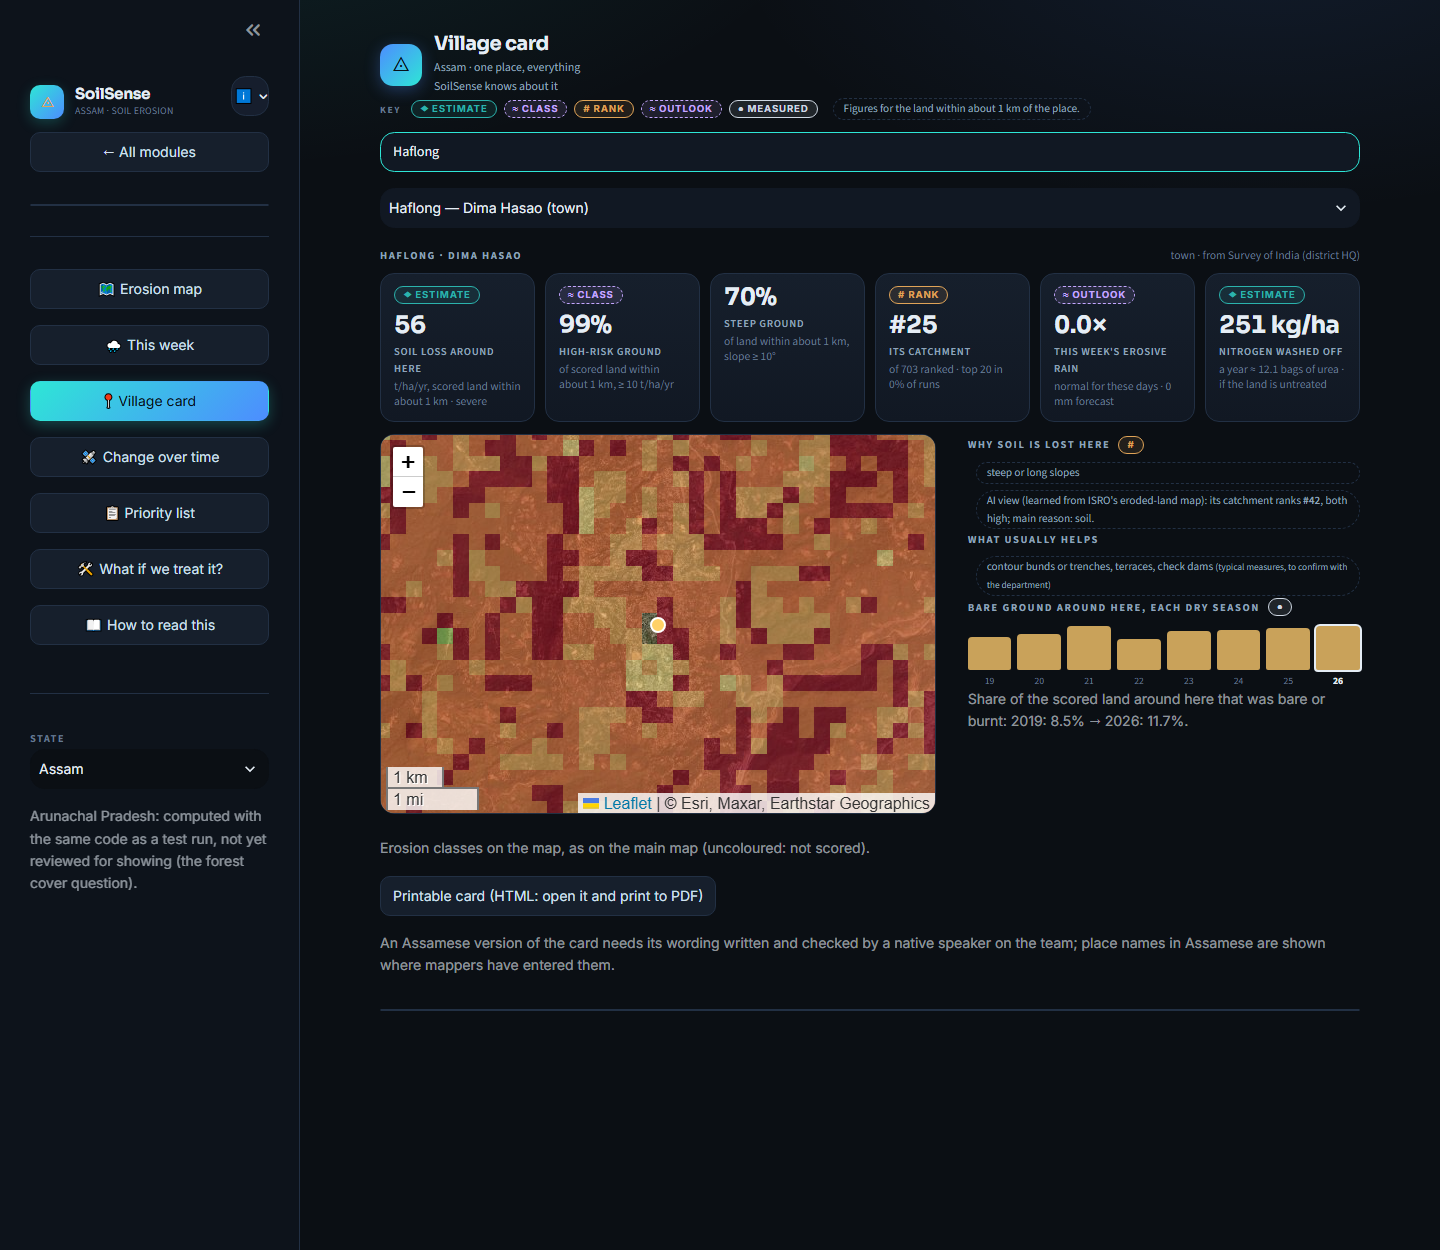 SoilSense
ASSAM · SOIL EROSION
← All modules
Erosion map
This week
Village card
Change over time
Priority list
What if we treat it?
How to read this
STATE
Assam
Arunachal Pradesh: computed with
the same code as a test run, not yet
reviewed for showing (the forest
cover question).
Village card
Assam · one place, everything
SoilSense knows about it
KEY ◆ ESTIMATE ≈ CLASS # RANK ≈ OUTLOOK ● MEASURED Figures for the land within about 1 km of the place.
Haflong
Haflong — Dima Hasao (town)
HAFLONG · DIMA HASAO
town · from Survey of India (district HQ)
◆ ESTIMATE
56
SOIL LOSS AROUND
HERE
t/ha/yr, scored land within
about 1 km · severe
≈ CLASS
99%
HIGH-RISK GROUND
of scored land within
about 1 km, ≥ 10 t/ha/yr
70%
STEEP GROUND
of land within about 1 km,
slope ≥ 10°
# RANK
#25
ITS CATCHMENT
of 703 ranked · top 20 in
0% of runs
≈ OUTLOOK
0.0×
THIS WEEK'S EROSIVE
RAIN
normal for these days · 0
mm forecast
◆ ESTIMATE
251 kg/ha
NITROGEN WASHED OFF
a year ≈ 12.1 bags of urea ·
if the land is untreated
+
−
1 km
1 mi
Leaflet | © Esri, Maxar, Earthstar Geographics
WHY SOIL IS LOST HERE #
steep or long slopes
AI view (learned from ISRO's eroded-land map): its catchment ranks #42, both
high; main reason: soil.
WHAT USUALLY HELPS
contour bunds or trenches, terraces, check dams (typical measures, to confirm with
the department)
BARE GROUND AROUND HERE, EACH DRY SEASON ●
19 20 21 22 23 24 25 26
Share of the scored land around here that was bare or
burnt: 2019: 8.5% → 2026: 11.7%.
Erosion classes on the map, as on the main map (uncoloured: not scored).
Printable card (HTML: open it and print to PDF)
An Assamese version of the card needs its wording written and checked by a native speaker on the team; place names in Assamese are shown
where mappers have entered them.